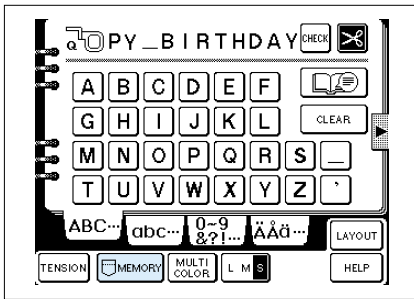 a PY_BIRTHDAY CHECK
A B C D E F
G H I J K L CLEAR
M N O P Q R S _
T U V W X Y Z '
ABC··· abc··· 0~9 &?!··· ÄÅä··· LAYOUT
TENSION MEMORY MULTI COLOR L M S HELP